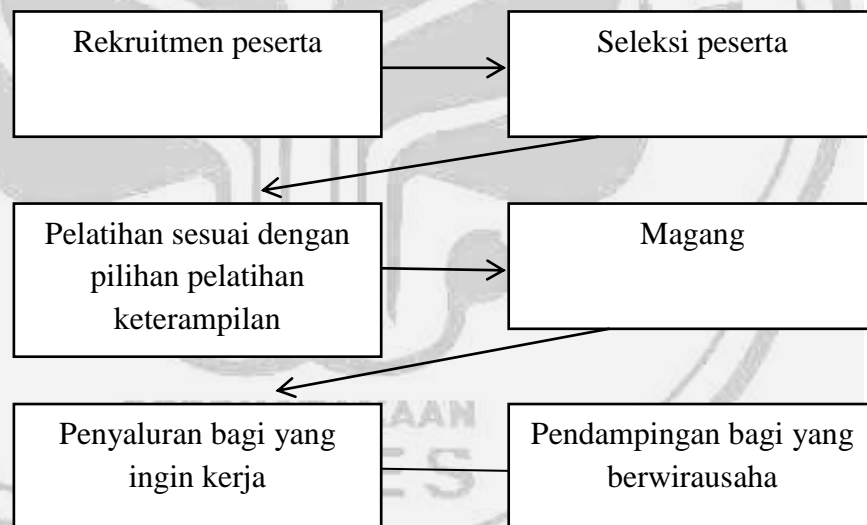 Rekruitmen peserta
Seleksi peserta
Pelatihan sesuai dengan
pilihan pelatihan
keterampilan
Magang
Penyaluran bagi yang
ingin kerja
Pendampingan bagi yang
berwirausaha